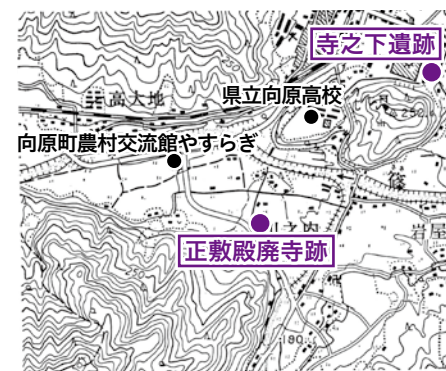 寺之下遺跡
高大地
県立向原高校
向原町農村交流館やすらぎ
正敷殿廃寺跡
岩屋
190